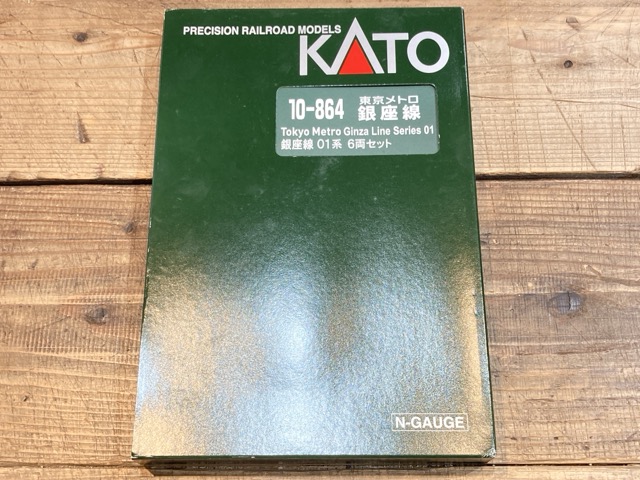 PRECISION RAILROAD MODELS
KATO
10-864
東京メトロ
銀座線
Tokyo Metro Ginza Line Series 01
銀座線 01系 6両セット
N-GAUGE